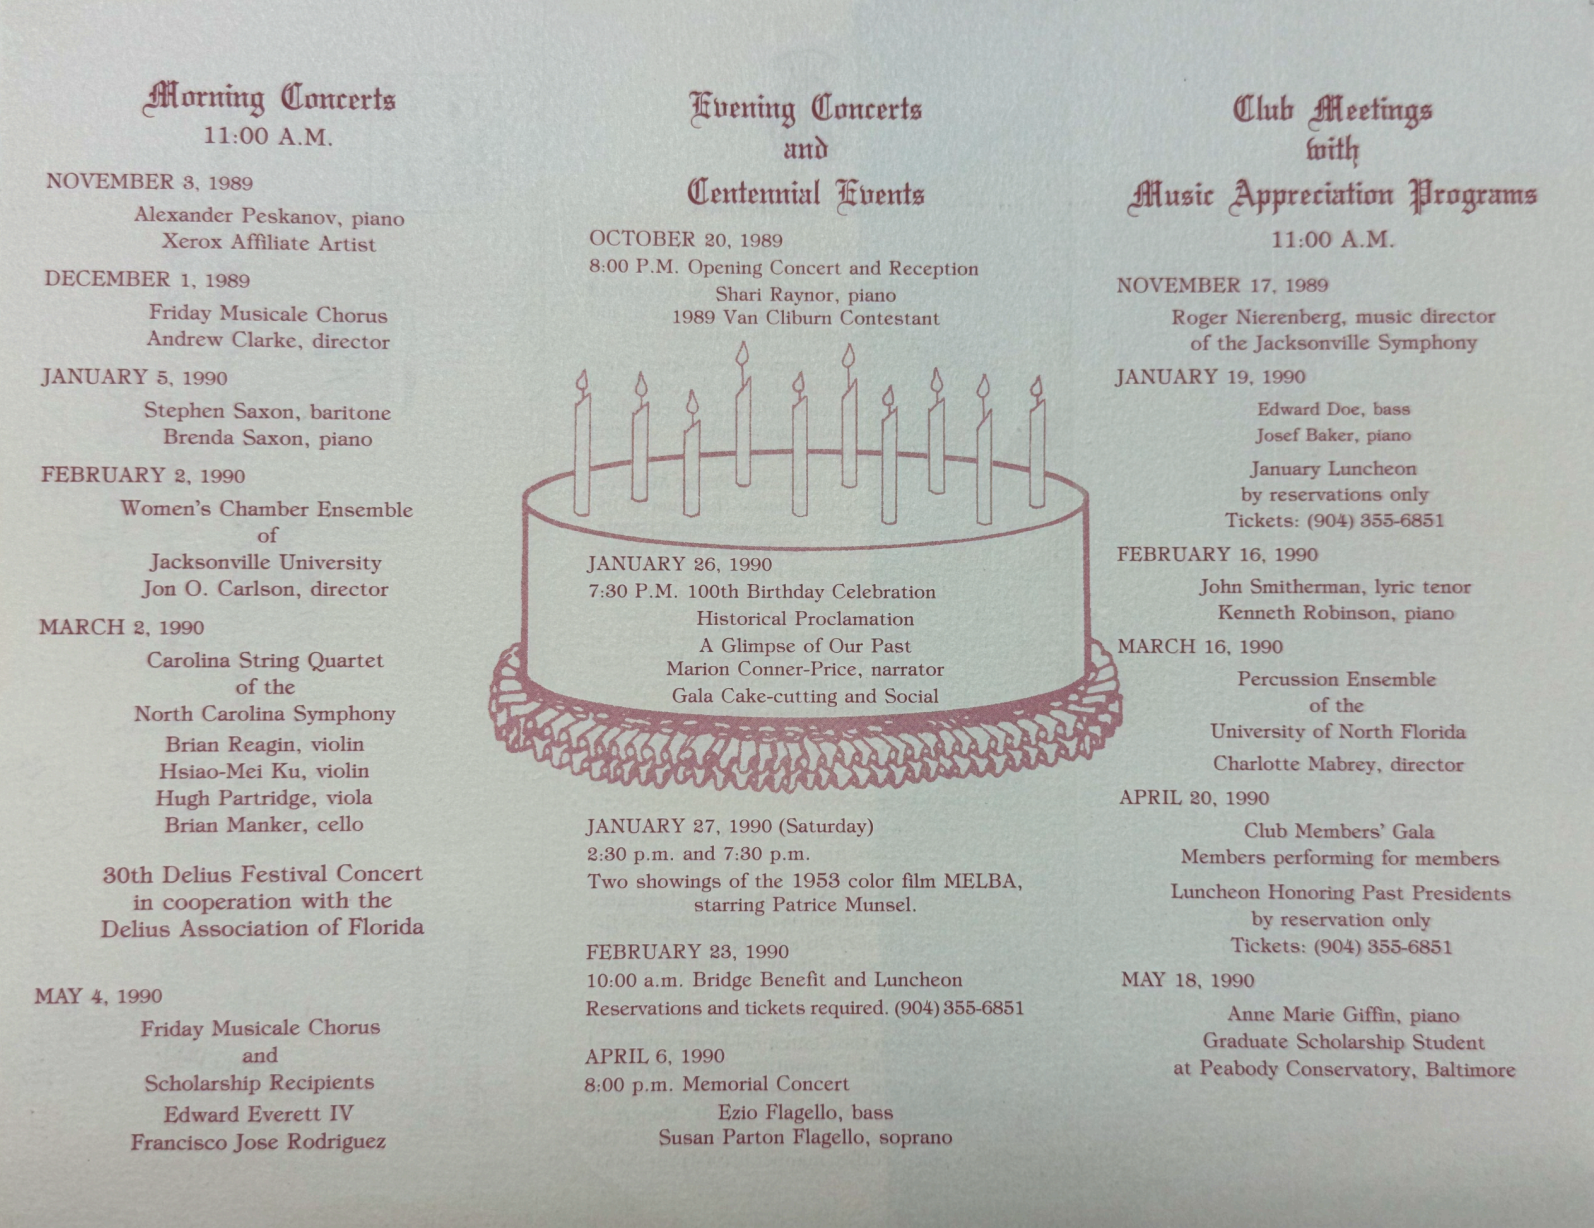 Morning Concerts
11:00 A.M.
NOVEMBER 3, 1989
Alexander Peskanov, piano
Xerox Affiliate Artist
DECEMBER 1, 1989
Friday Musicale Chorus
Andrew Clarke, director
JANUARY 5, 1990
Stephen Saxon, baritone
Brenda Saxon, piano
FEBRUARY 2, 1990
Women's Chamber Ensemble
of
Jacksonville University
Jon O. Carlson, director
MARCH 2, 1990
Carolina String Quartet
of the
North Carolina Symphony
Brian Reagin, violin
Hsiao-Mei Ku, violin
Hugh Partridge, viola
Brian Manker, cello
30th Delius Festival Concert
in cooperation with the
Delius Association of Florida
MAY 4, 1990
Friday Musicale Chorus
and
Scholarship Recipients
Edward Everett IV
Francisco Jose Rodriguez
Evening Concerts
and
Centennial Events
OCTOBER 20, 1989
8:00 P.M. Opening Concert and Reception
Shari Raynor, piano
1989 Van Cliburn Contestant
JANUARY 26, 1990
7:30 P.M. 100th Birthday Celebration
Historical Proclamation
A Glimpse of Our Past
Marion Conner-Price, narrator
Gala Cake-cutting and Social
JANUARY 27, 1990 (Saturday)
2:30 p.m. and 7:30 p.m.
Two showings of the 1953 color film MELBA,
starring Patrice Munsel.
FEBRUARY 23, 1990
10:00 a.m. Bridge Benefit and Luncheon
Reservations and tickets required. (904) 355-6851
APRIL 6, 1990
8:00 p.m. Memorial Concert
Ezio Flagello, bass
Susan Parton Flagello, soprano
Club Meetings
with
Music Appreciation Programs
11:00 A.M.
NOVEMBER 17, 1989
Roger Nierenberg, music director
of the Jacksonville Symphony
JANUARY 19, 1990
Edward Doe, bass
Josef Baker, piano
January Luncheon
by reservations only
Tickets: (904) 355-6851
FEBRUARY 16, 1990
John Smitherman, lyric tenor
Kenneth Robinson, piano
MARCH 16, 1990
Percussion Ensemble
of the
University of North Florida
Charlotte Mabrey, director
APRIL 20, 1990
Club Members' Gala
Members performing for members
Luncheon Honoring Past Presidents
by reservation only
Tickets: (904) 355-6851
MAY 18, 1990
Anne Marie Giffin, piano
Graduate Scholarship Student
at Peabody Conservatory, Baltimore